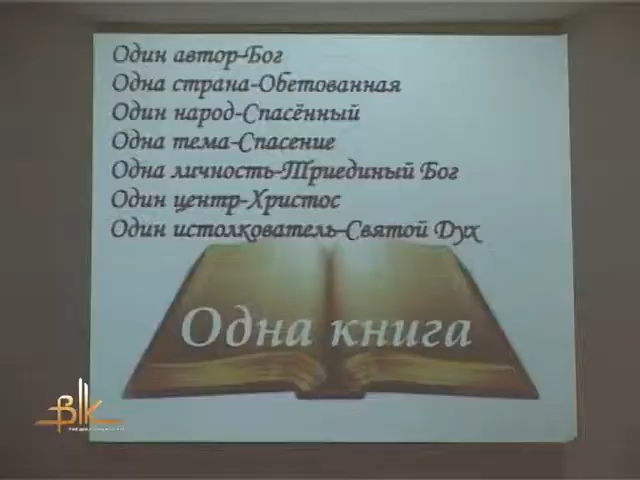 Один автор-Бог
Одна страна-Обетованная
Один народ-Спасённый
Одна тема-Спасение
Одна личность-Триединый Бог
Один центр-Христос
Один истолкователь-Святой Дух
Одна книга
ВІК